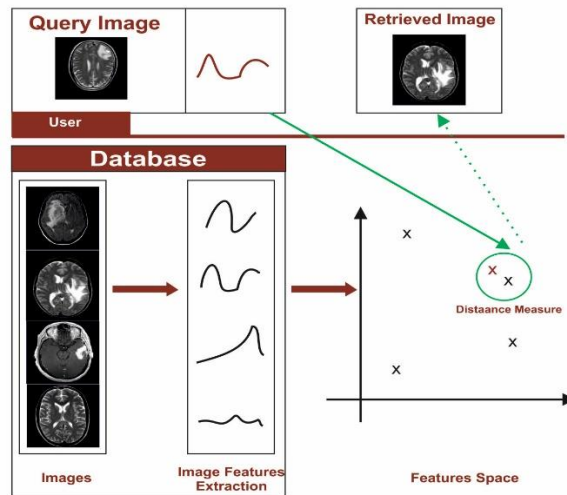 Query Image
Retrieved Image
User
Database
x
x
x
Distaance Measure
x
x
Images
Image Features
Extraction
Features Space